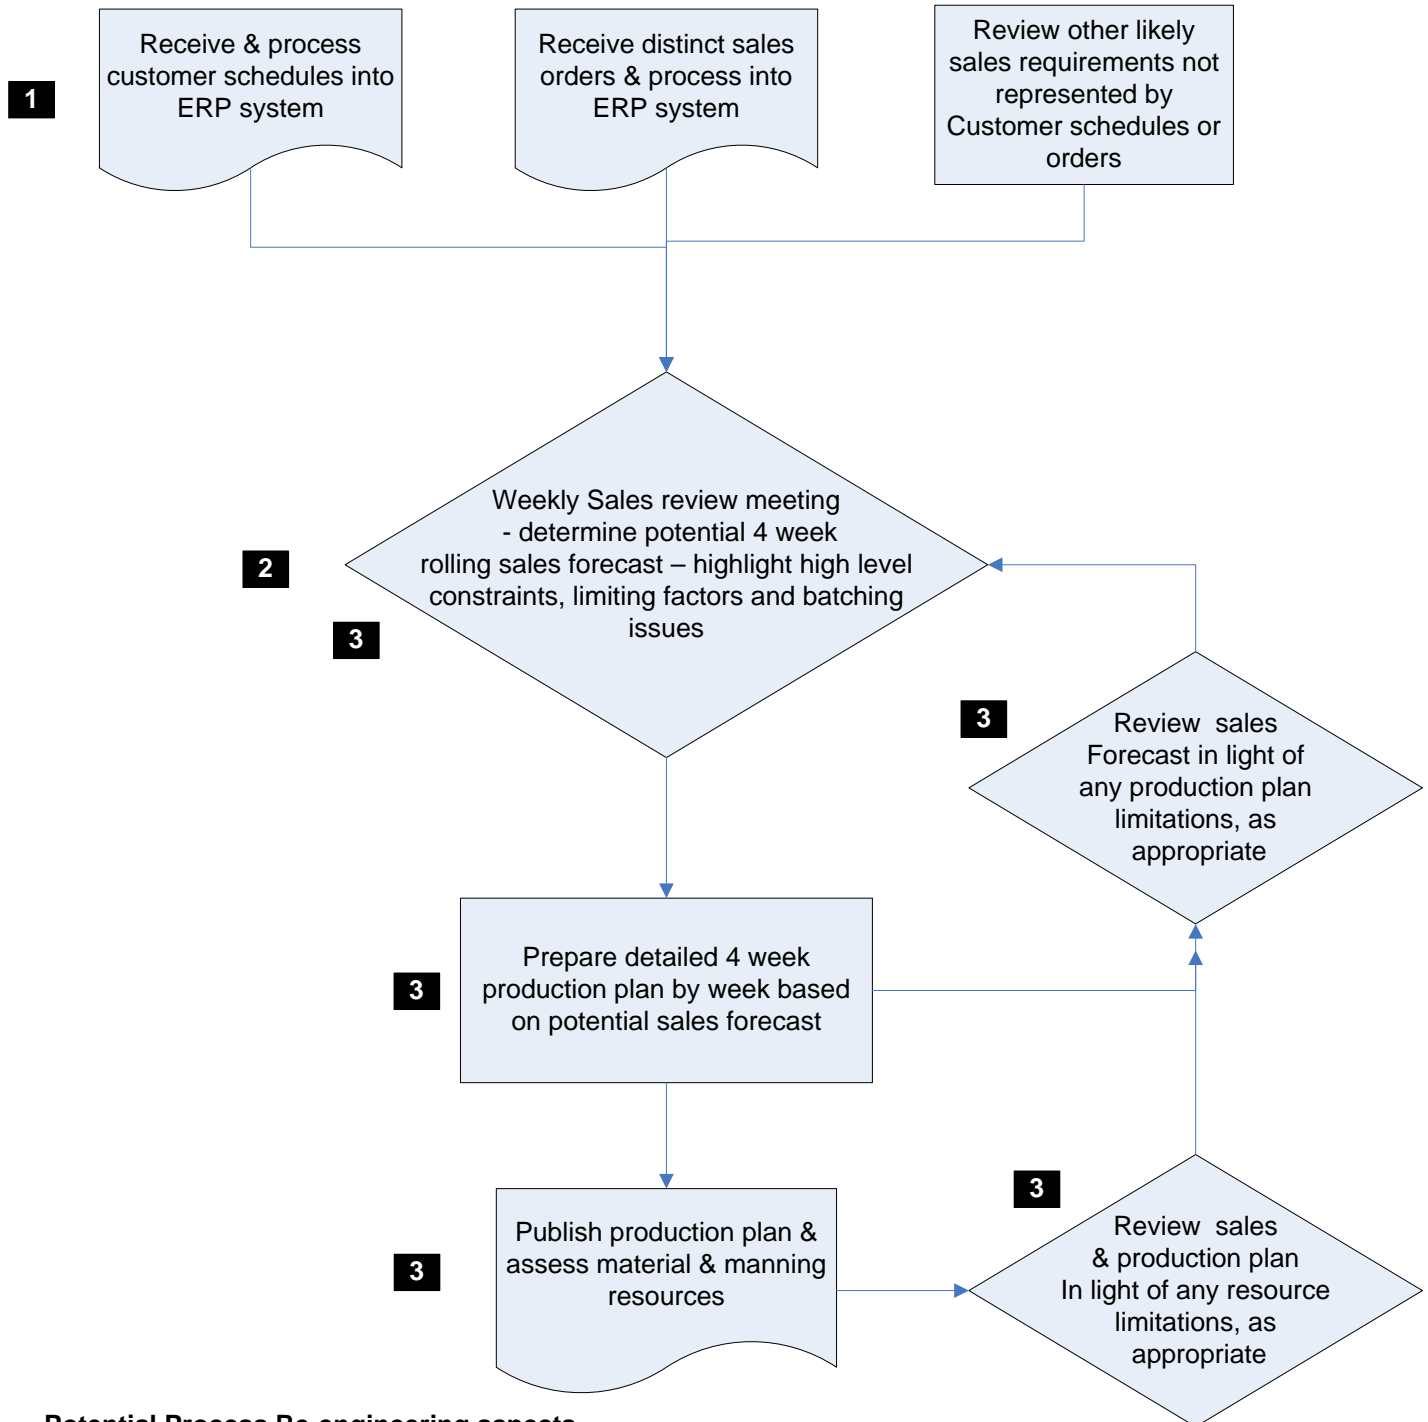 Receive & process
customer schedules into
ERP system
Receive distinct sales
orders & process into
ERP system
Review other likely
sales requirements not
represented by
Customer schedules or
orders
1
Weekly Sales review meeting
- determine potential 4 week
rolling sales forecast – highlight high level
constraints, limiting factors and batching
issues
2
3
3
Review sales
Forecast in light of
any production plan
limitations, as
appropriate
3
Prepare detailed 4 week
production plan by week based
on potential sales forecast
3
Publish production plan &
assess material & manning
resources
3
Review sales
& production plan
In light of any resource
limitations, as
appropriate
Potential Process Re-engineering aspects